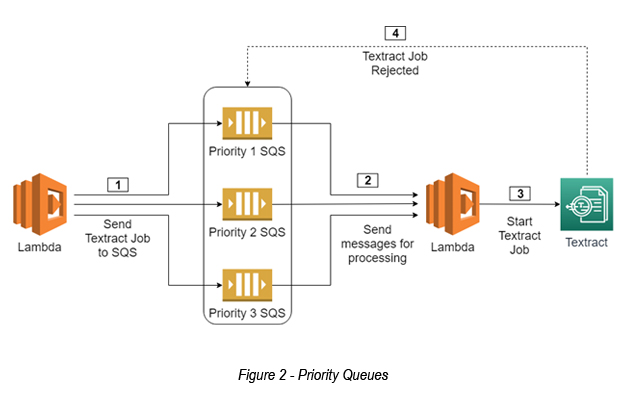 4
Textract Job
Rejected
Priority 1 SQS
1
2
3
Lambda
Send
Textract Job
to SQS
Priority 2 SQS
Send
messages for
processing
Lambda
Start
Textract
Job
Textract
Priority 3 SQS
Figure 2 - Priority Queues